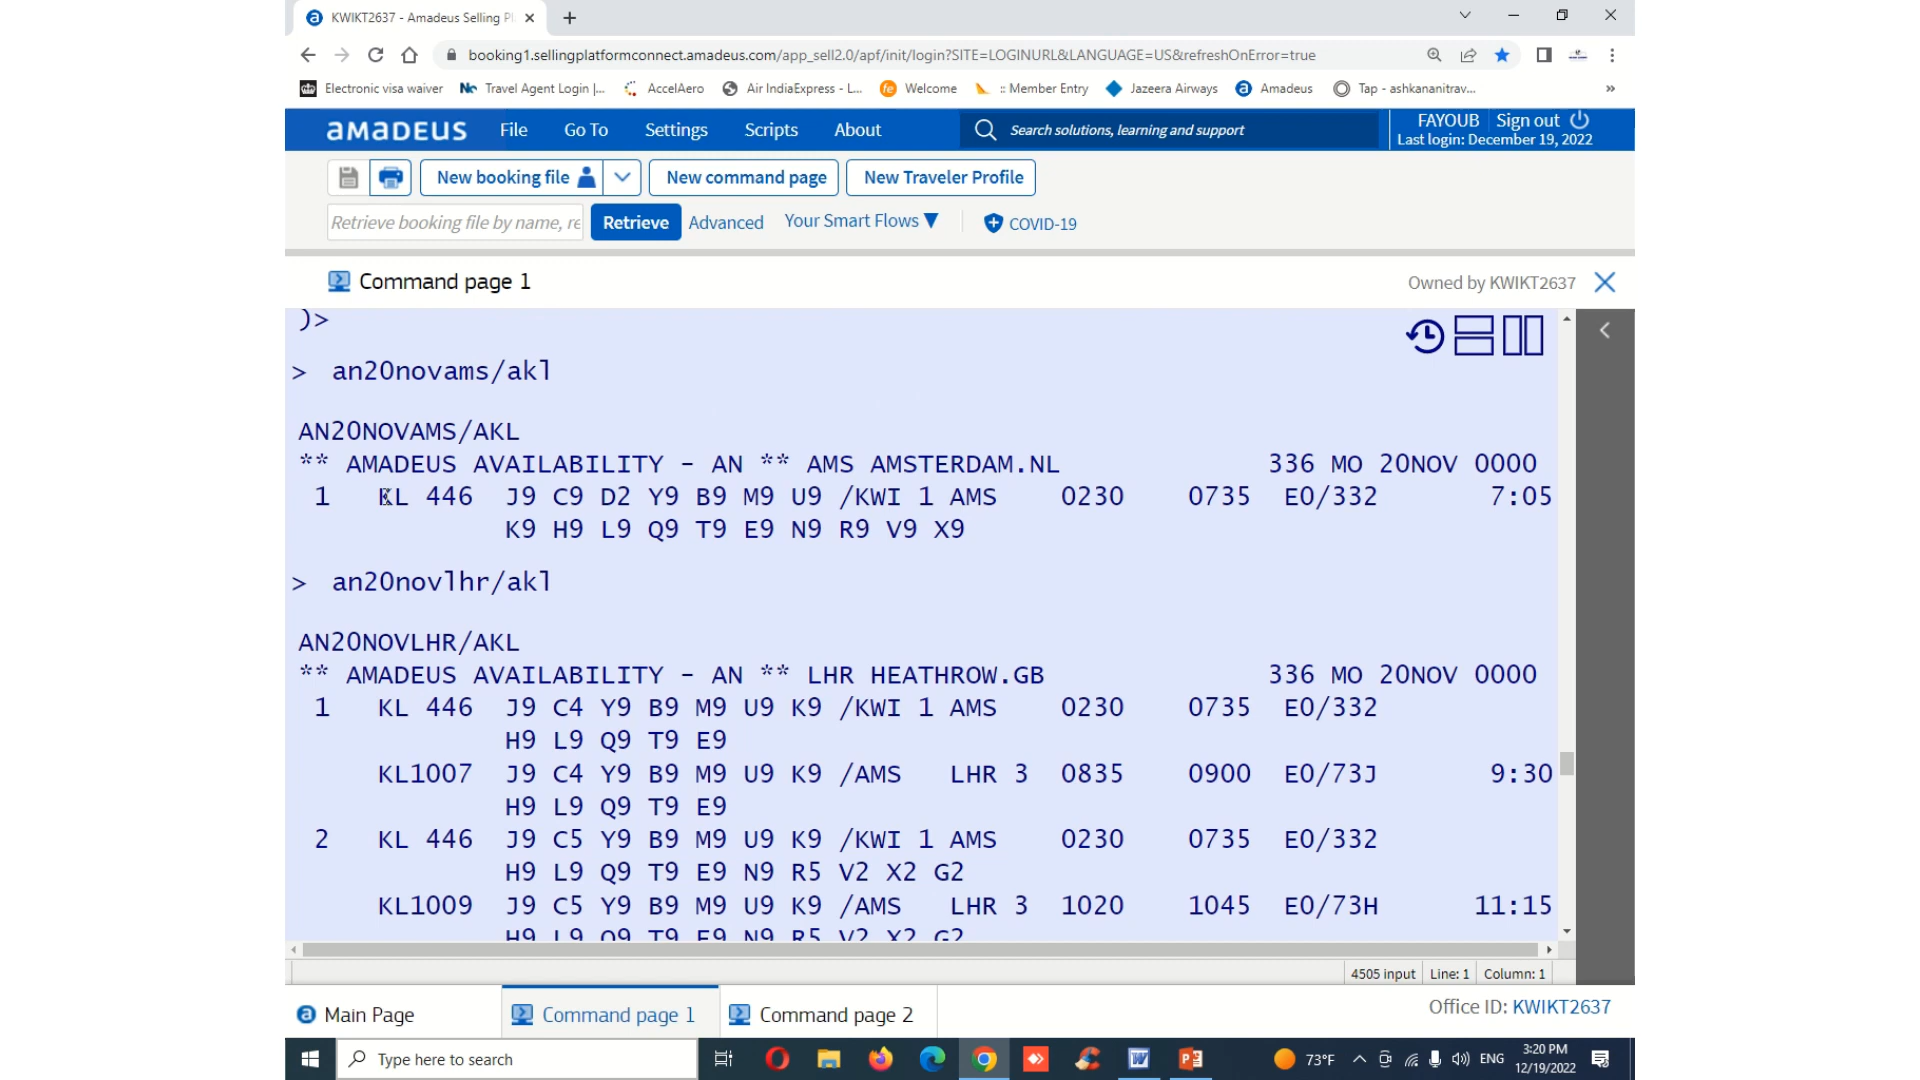 KWIKT2637 - Amadeus Selling Pl
booking1.sellingplatformconnect.amadeus.com/app_sell2.0/apf/init/login?SITE=LOGINURL&LANGUAGE=US&refreshOnError=true
Electronic visa waiver Travel Agent Login |... AccelAero Air IndiaExpress - L... Welcome :: Member Entry Jazeera Airways Amadeus Tap - ashkananitrav... »
amadeus File Go To Settings Scripts About Search solutions, learning and support FAYOUB Sign out
Last login: December 19, 2022
New booking file New command page New Traveler Profile
Retrieve booking file by name, re Retrieve Advanced Your Smart Flows COVID-19
Command page 1 Owned by KWIKT2637
)>
> an20novams/akl
AN20NOVAMS/AKL
** AMADEUS AVAILABILITY - AN ** AMS AMSTERDAM.NL 336 MO 20NOV 0000
1 KL 446 J9 C9 D2 Y9 B9 M9 U9 /KWI 1 AMS 0230 0735 E0/332 7:05
K9 H9 L9 Q9 T9 E9 N9 R9 V9 X9
> an20novlhr/akl
AN20NOVLHR/AKL
** AMADEUS AVAILABILITY - AN ** LHR HEATHROW.GB 336 MO 20NOV 0000
1 KL 446 J9 C4 Y9 B9 M9 U9 K9 /KWI 1 AMS 0230 0735 E0/332
H9 L9 Q9 T9 E9
KL1007 J9 C4 Y9 B9 M9 U9 K9 /AMS LHR 3 0835 0900 E0/73J 9:30
H9 L9 Q9 T9 E9
2 KL 446 J9 C5 Y9 B9 M9 U9 K9 /KWI 1 AMS 0230 0735 E0/332
H9 L9 Q9 T9 E9 N9 R5 V2 X2 G2
KL1009 J9 C5 Y9 B9 M9 U9 K9 /AMS LHR 3 1020 1045 E0/73H 11:15
H9 L9 Q9 T9 E9 N9 R5 V2 X2 G2
4505 input Line: 1 Column: 1
Main Page Command page 1 Command page 2 Office ID: KWIKT2637
Type here to search 73°F ENG 3:20 PM
12/19/2022